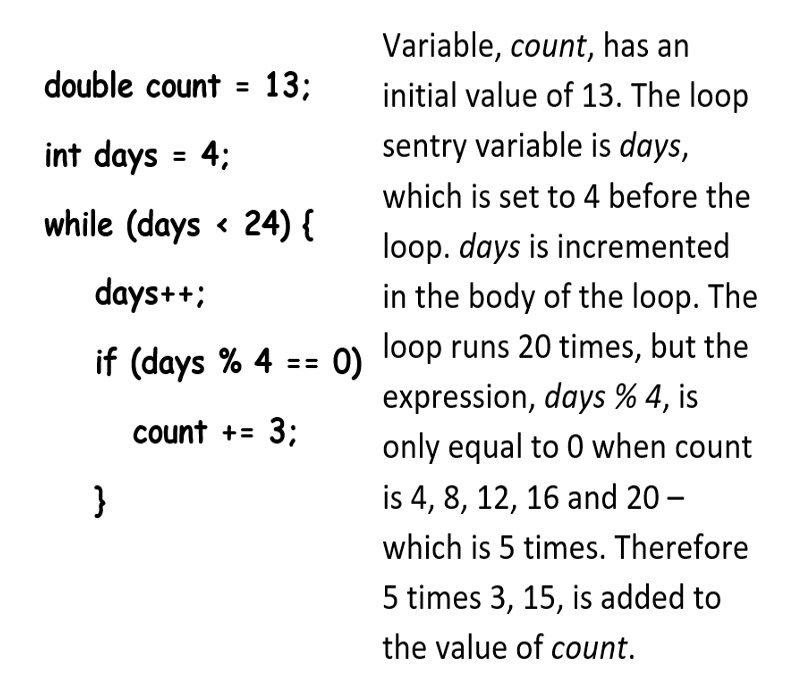 double count = 13;
int days = 4;
while (days < 24) {
days++;
if (days % 4 == 0)
count += 3;
}
Variable, count, has an
initial value of 13. The loop
sentry variable is days,
which is set to 4 before the
loop. days is incremented
in the body of the loop. The
loop runs 20 times, but the
expression, days % 4, is
only equal to 0 when count
is 4, 8, 12, 16 and 20 –
which is 5 times. Therefore
5 times 3, 15, is added to
the value of count.